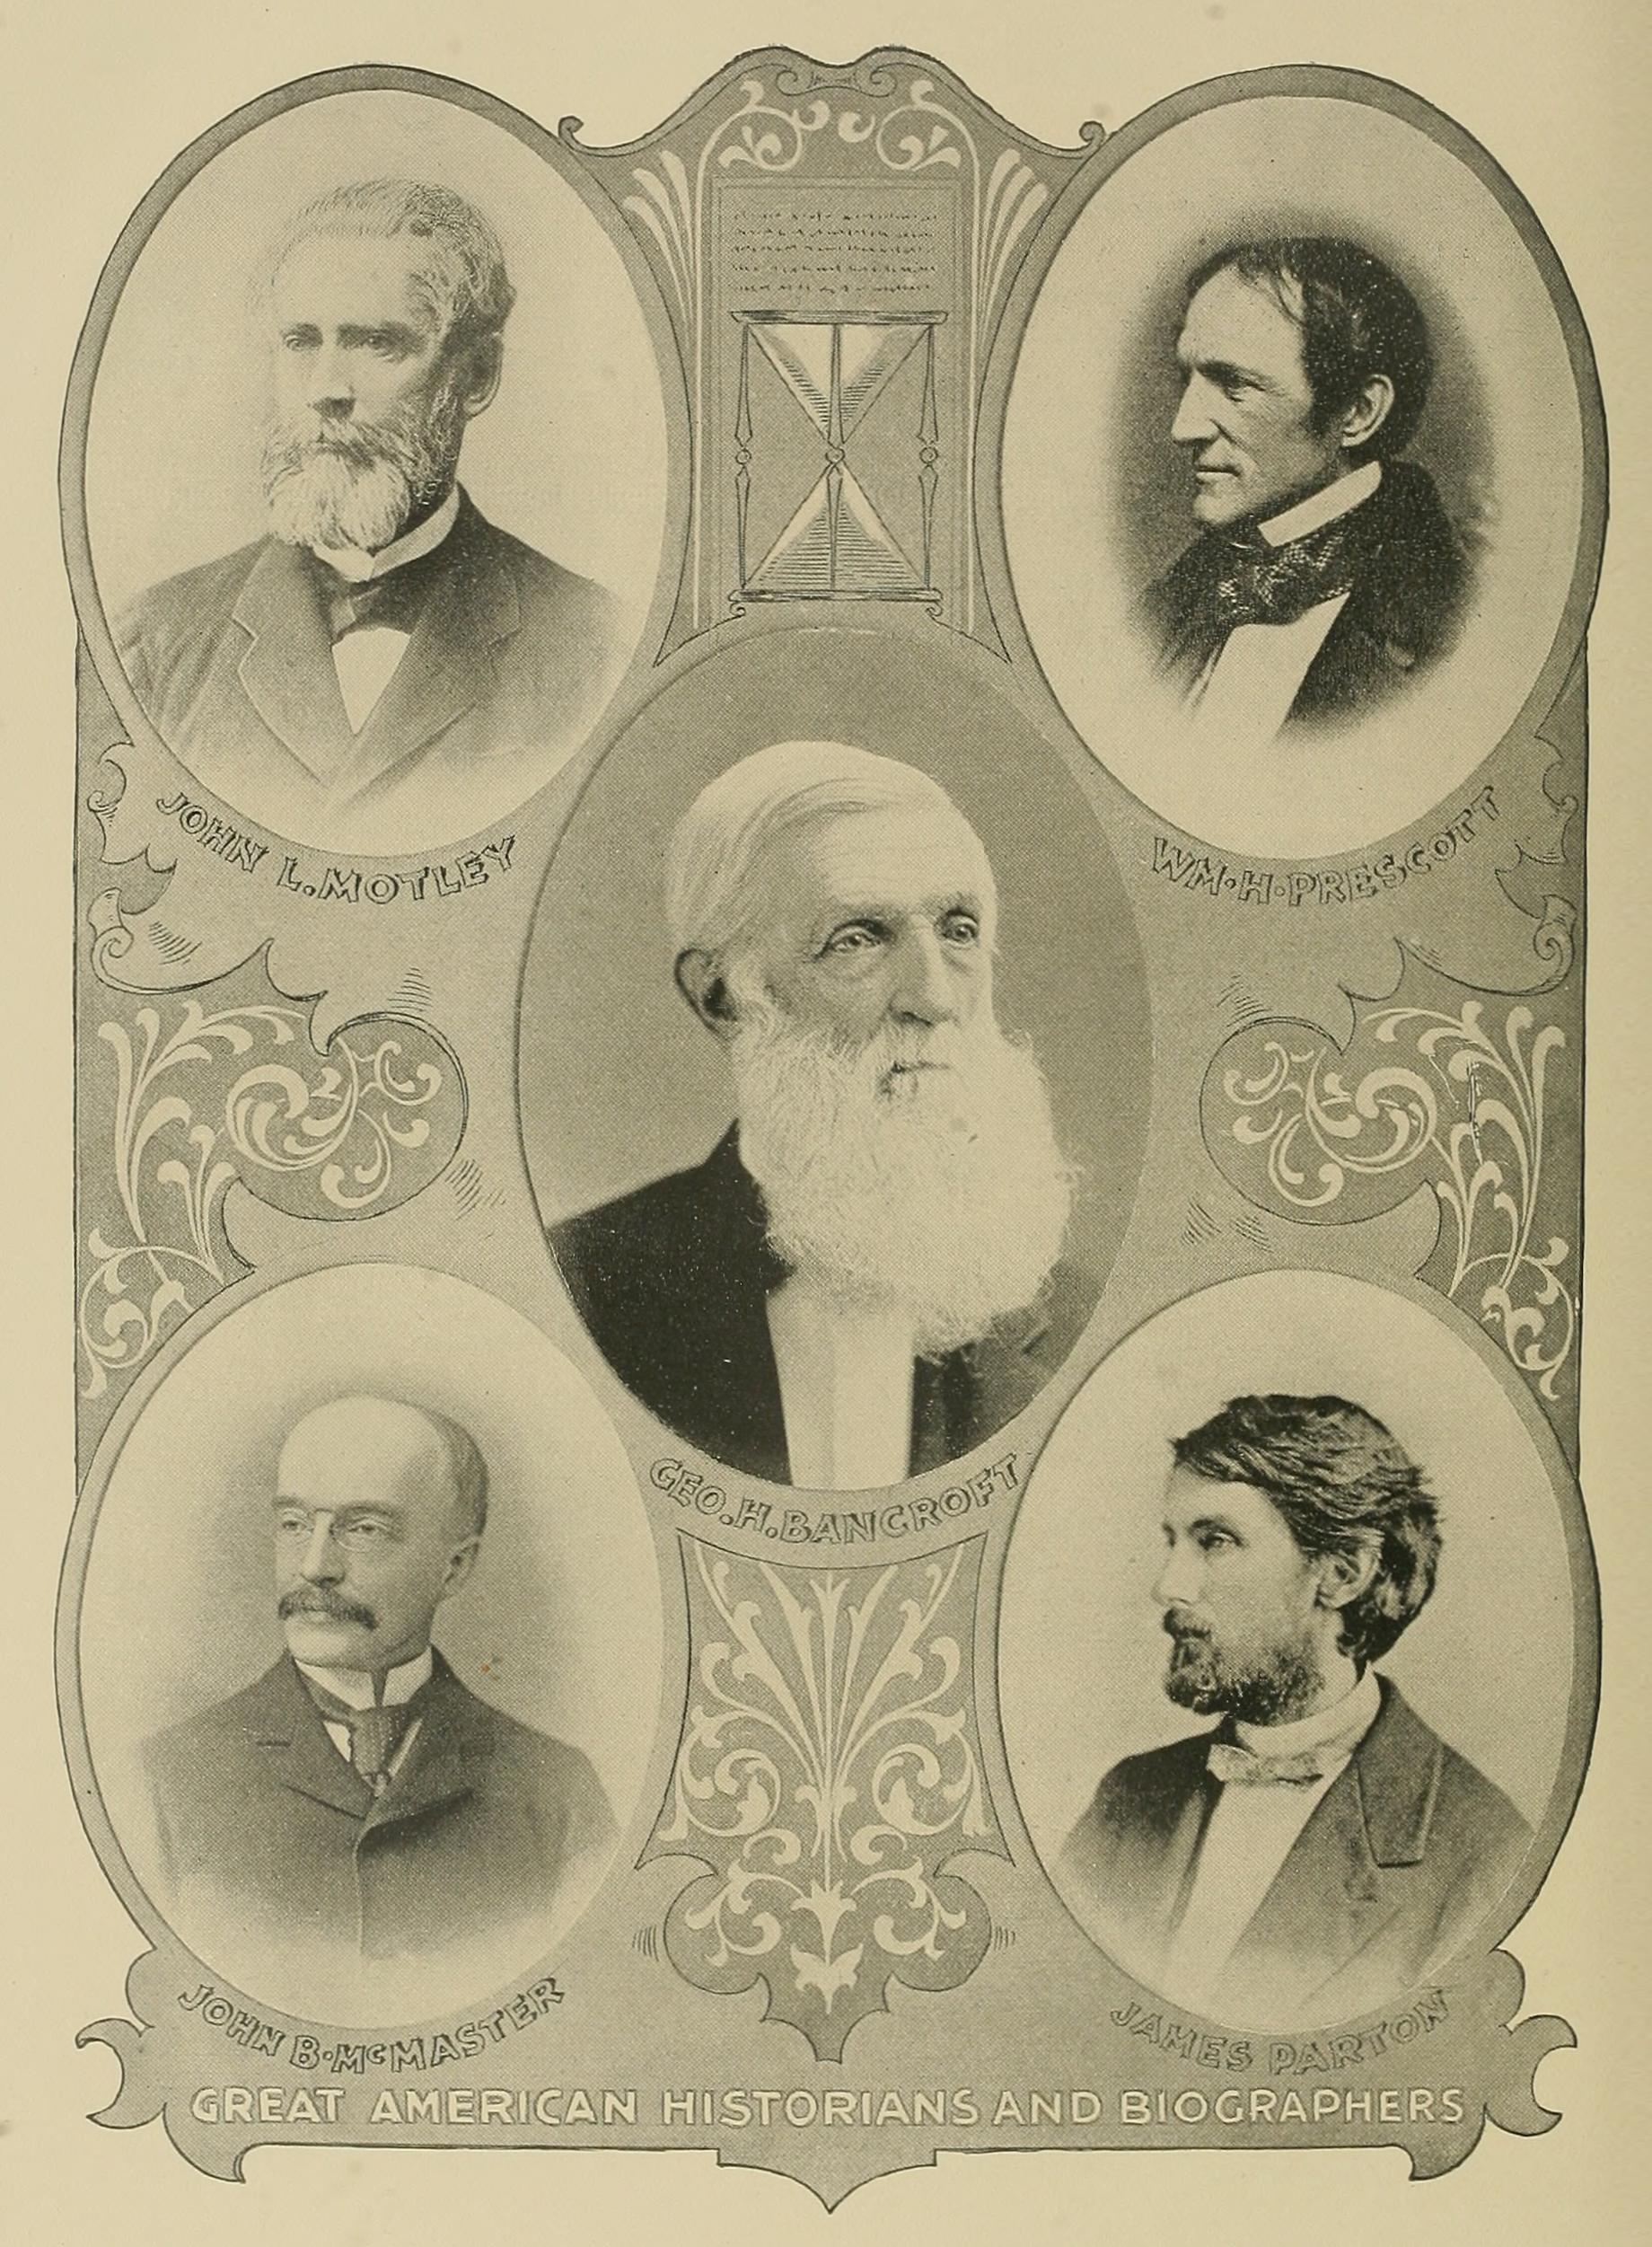 JOHN L. MOTLEY
WM·H·PRESCOTT
GEO.H.BANCROFT
JOHN B·McMASTER
JAMES PARTON
GREAT AMERICAN HISTORIANS AND BIOGRAPHERS